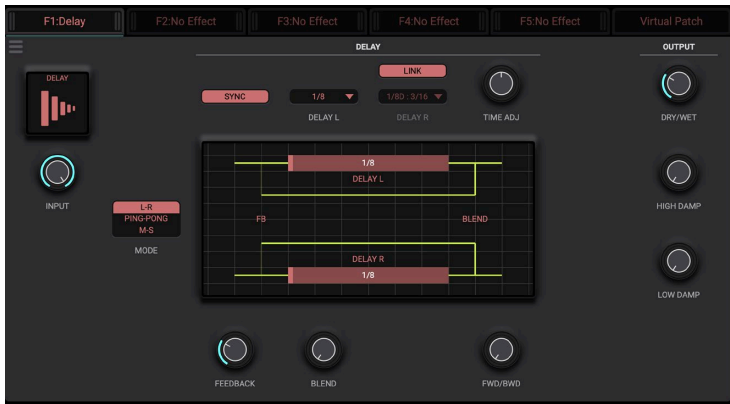 F1:Delay
F2:No Effect
F3:No Effect
F4:No Effect
F5:No Effect
Virtual Patch
DELAY
OUTPUT
DELAY
LINK
SYNC
1/8
1/80 : 3/16
DELAY L
DELAY R
TIME ADJ
DRY/WET
INPUT
1/8
DELAY L
L-R
PING-PONG
M-S
MODE
FB
BLEND
HIGH DAMP
DELAY R
1/8
LOW DAMP
FEEDBACK
BLEND
FWD/BWD